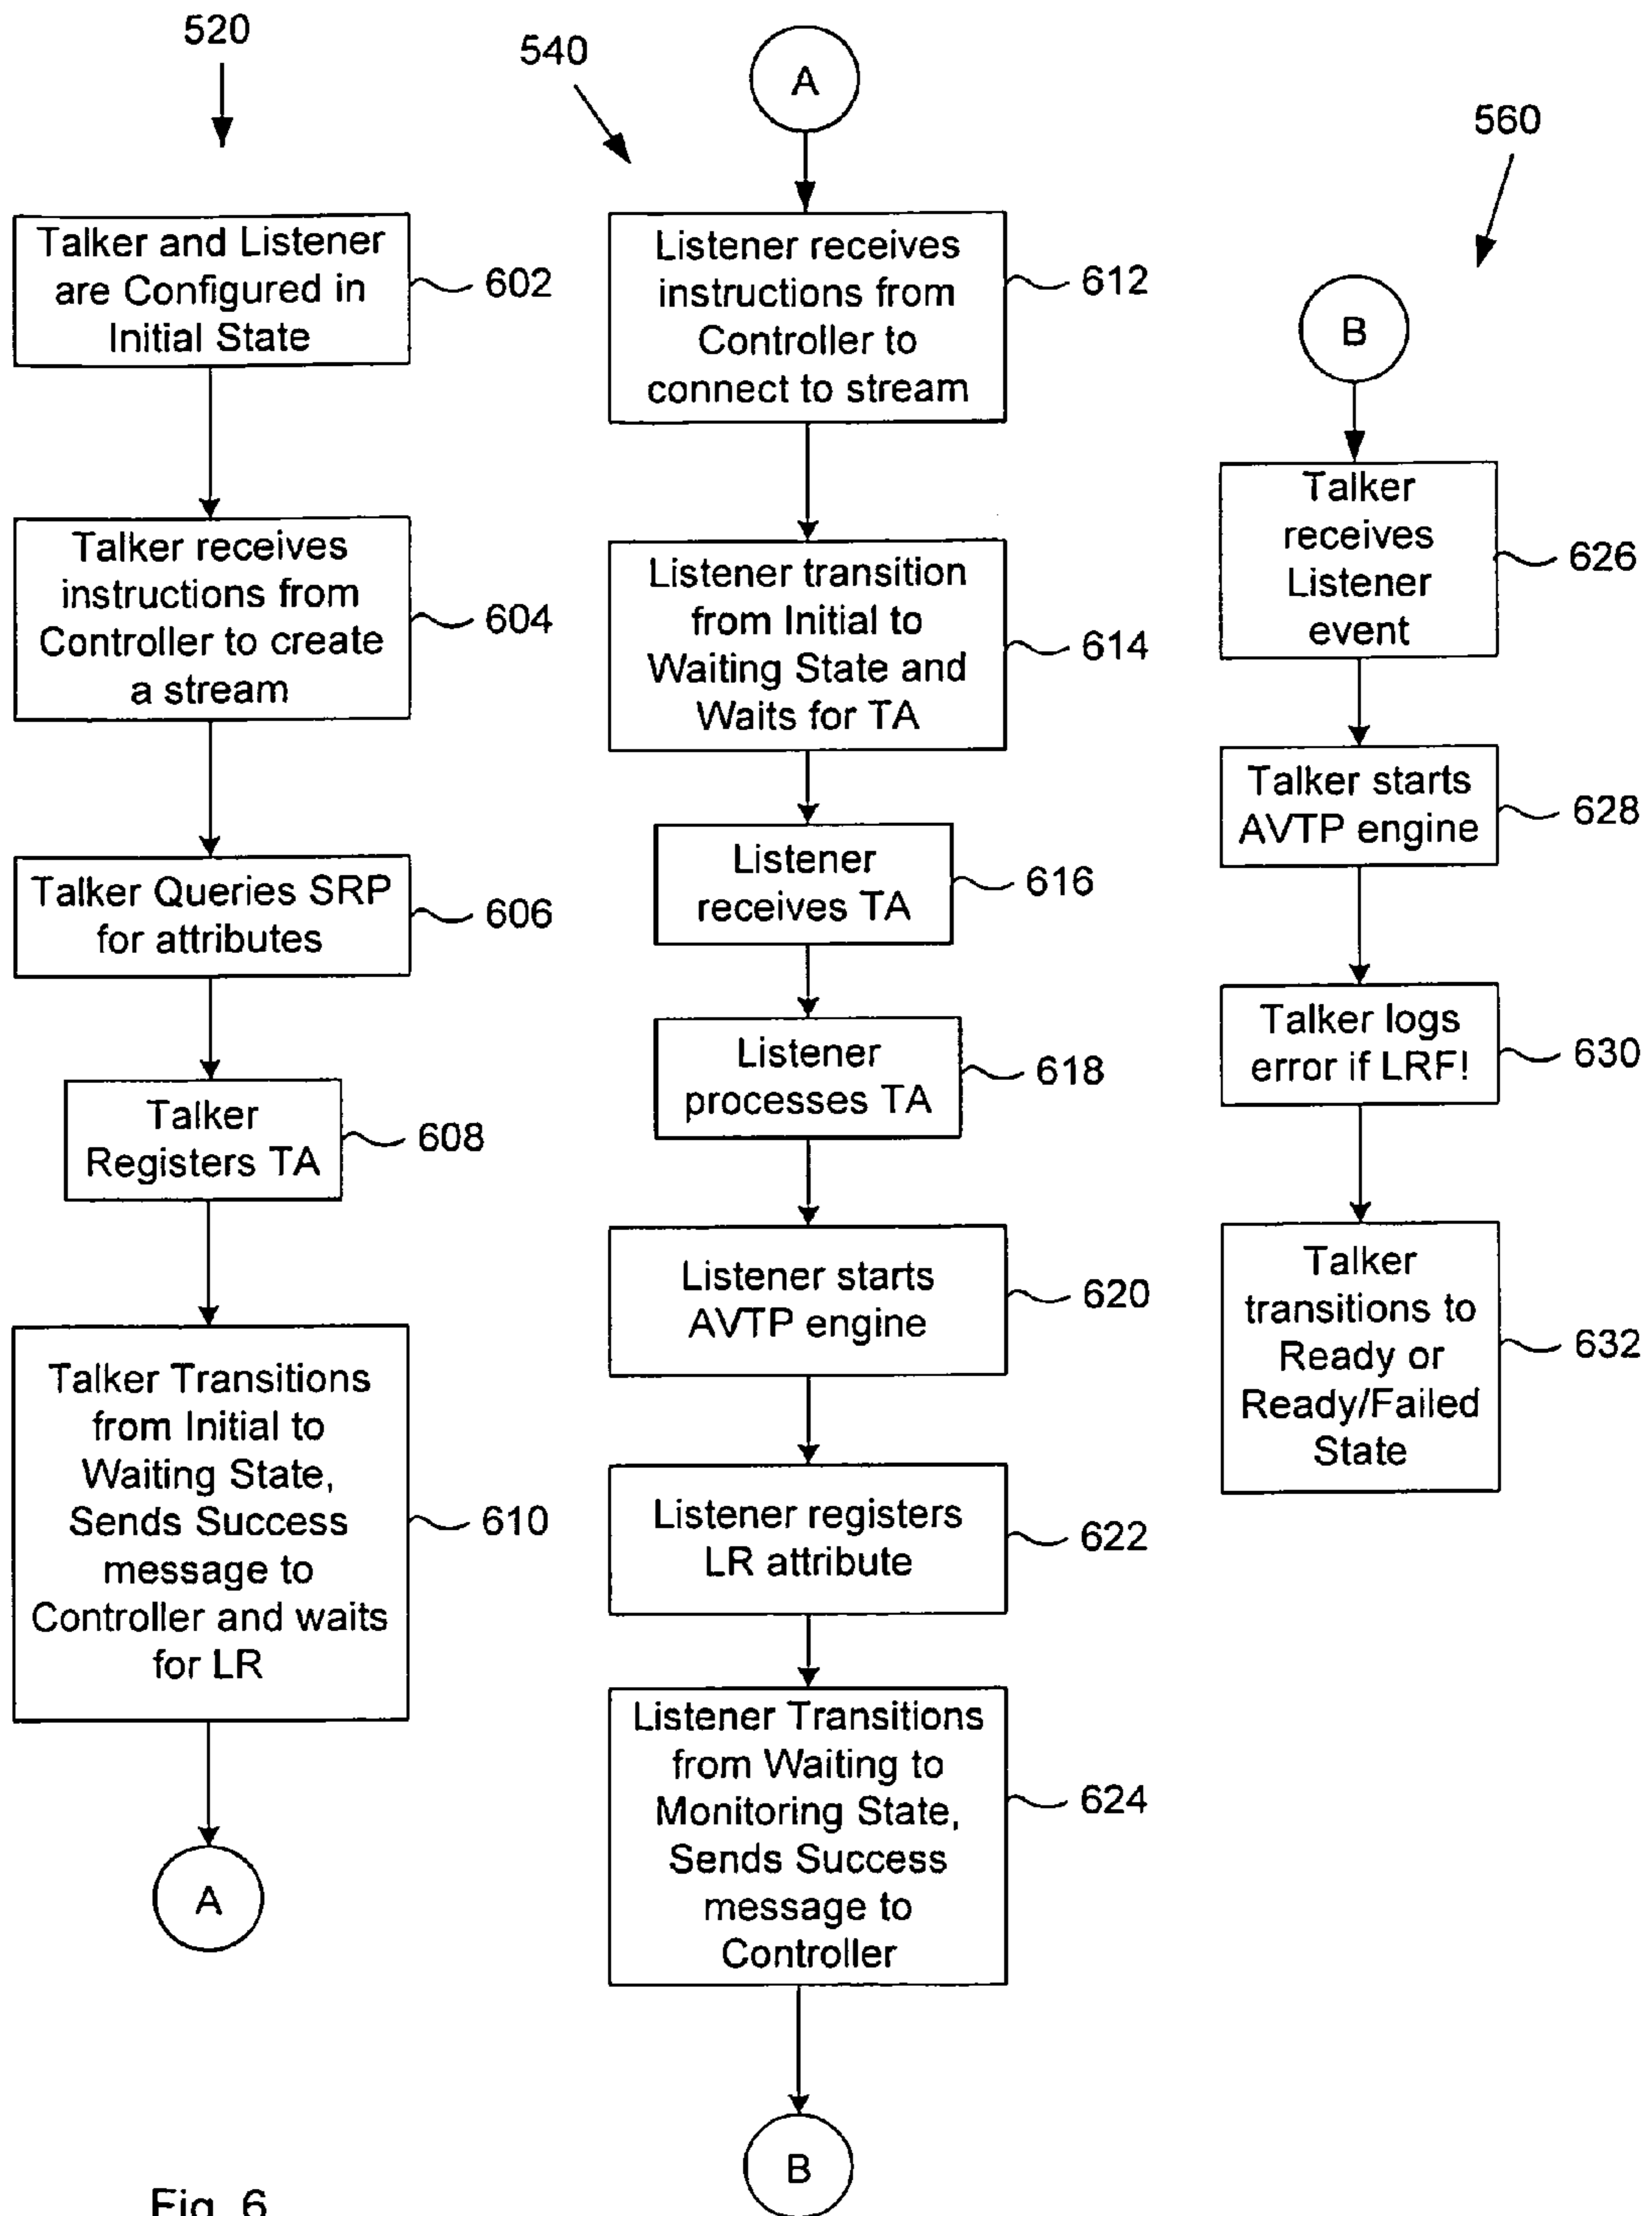 520
Talker and Listener
are Configured in
Initial State
602
Talker receives
instructions from
Controller to create
a stream
604
Talker Queries SRP
for attributes
606
Talker
Registers TA
608
Talker Transitions
from Initial to
Waiting State,
Sends Success
message to
Controller and waits
for LR
610
A
540
A
Listener receives
instructions from
Controller to
connect to stream
612
Listener transition
from Initial to
Waiting State and
Waits for TA
614
Listener
receives TA
616
Listener
processes TA
618
Listener starts
AVTP engine
620
Listener registers
LR attribute
622
Listener Transitions
from Waiting to
Monitoring State,
Sends Success
message to
Controller
624
B
560
B
Talker
receives
Listener
event
626
Talker starts
AVTP engine
628
Talker logs
error if LRF!
630
Talker
transitions to
Ready or
Ready/Failed
State
632
Fig. 6